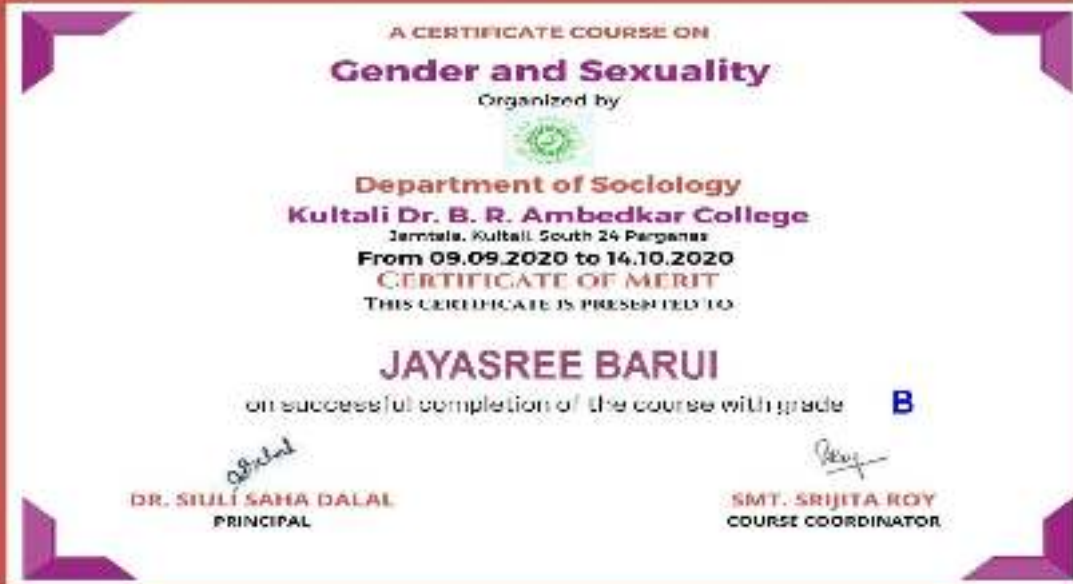 A CERTIFICATE COURSE ON
Gender and Sexuality
Organized by
Department of Sociology
Kultali Dr. B. R. Ambedkar College
Jamtala, Kultali, South 24 Parganas
From 09.09.2020 to 14.10.2020
CERTIFICATE OF MERIT
THIS CERTIFICATE IS PRESENTED TO
JAYASREE BARUI
on successful completion of the course with grade B
DR. SIULI SAHA DALAL
PRINCIPAL
SMT. SRIJITA ROY
COURSE COORDINATOR